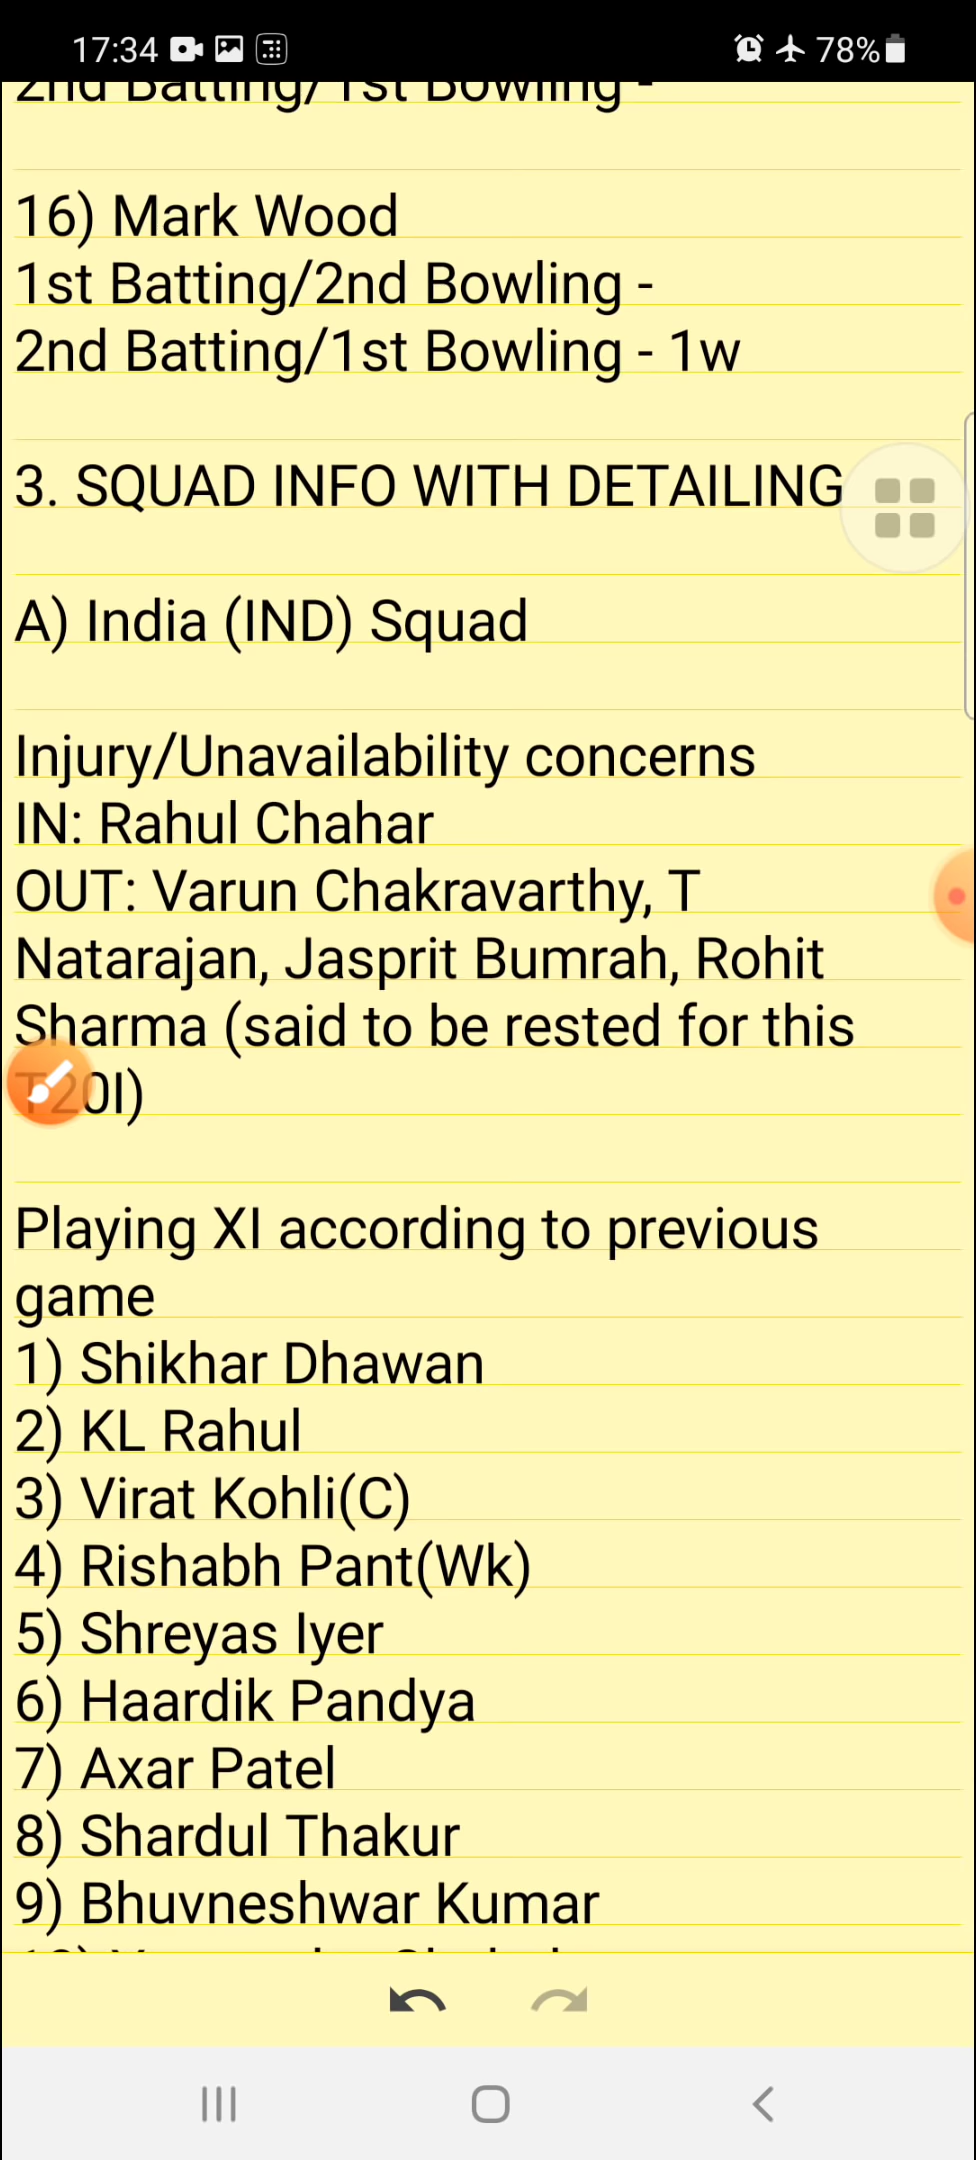 17:34
78%
2nd Batting/1st Bowling -
16) Mark Wood
1st Batting/2nd Bowling -
2nd Batting/1st Bowling - 1w
3. SQUAD INFO WITH DETAILING
A) India (IND) Squad
Injury/Unavailability concerns
IN: Rahul Chahar
OUT: Varun Chakravarthy, T
Natarajan, Jasprit Bumrah, Rohit
Sharma (said to be rested for this
T20I)
Playing XI according to previous
game
1) Shikhar Dhawan
2) KL Rahul
3) Virat Kohli(C)
4) Rishabh Pant(Wk)
5) Shreyas Iyer
6) Haardik Pandya
7) Axar Patel
8) Shardul Thakur
9) Bhuvneshwar Kumar